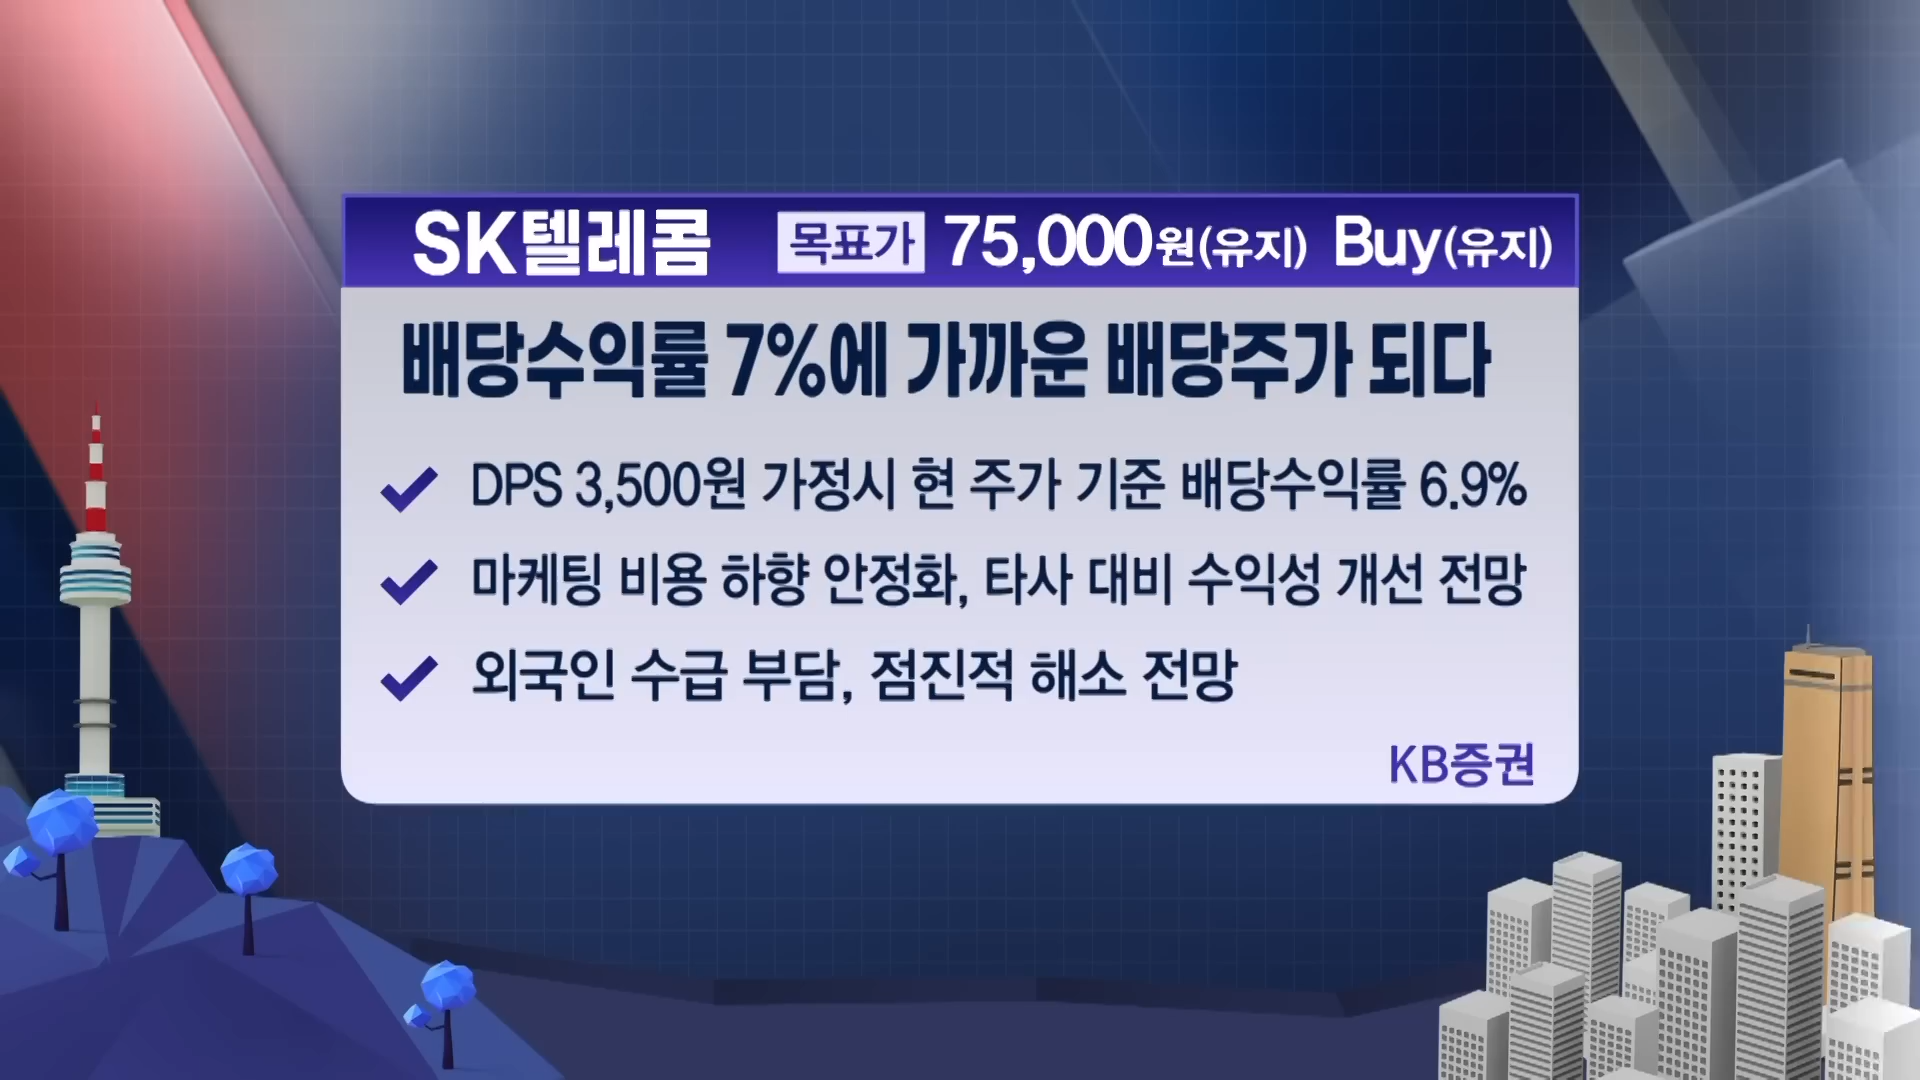 SK텔레콤 목표가 75,000원(유지) Buy(유지)
배당수익률 7%에 가까운 배당주가 되다
DPS 3,500원 가정시 현 주가 기준 배당수익률 6.9%
마케팅 비용 하향 안정화, 타사 대비 수익성 개선 전망
외국인 수급 부담, 점진적 해소 전망
KB증권